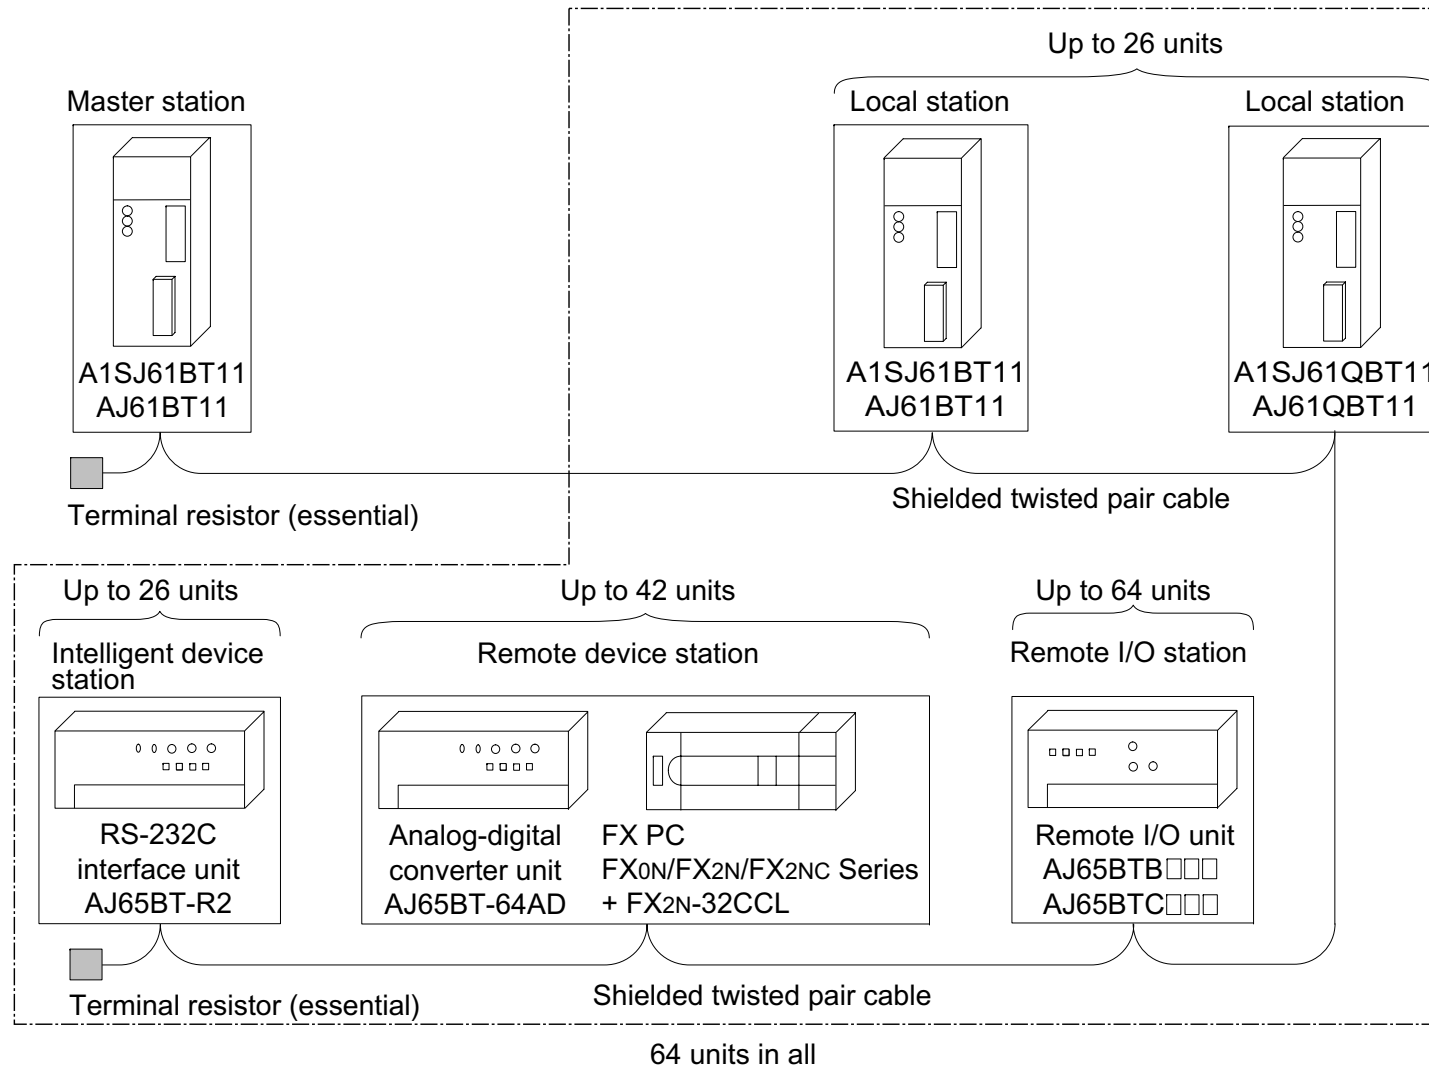 Up to 26 units
Master station
Local station
Local station
A1SJ61BT11
AJ61BT11
A1SJ61BT11
AJ61BT11
A1SJ61QBT11
AJ61QBT11
Terminal resistor (essential)
Shielded twisted pair cable
Up to 26 units
Up to 42 units
Up to 64 units
Intelligent device
station
Remote device station
Remote I/O station
RS-232C
interface unit
AJ65BT-R2
Analog-digital
converter unit
AJ65BT-64AD
FX PC
FX0N/FX2N/FX2NC Series
+ FX2N-32CCL
Remote I/O unit
AJ65BTB□□□
AJ65BTC□□□
Terminal resistor (essential)
Shielded twisted pair cable
64 units in all